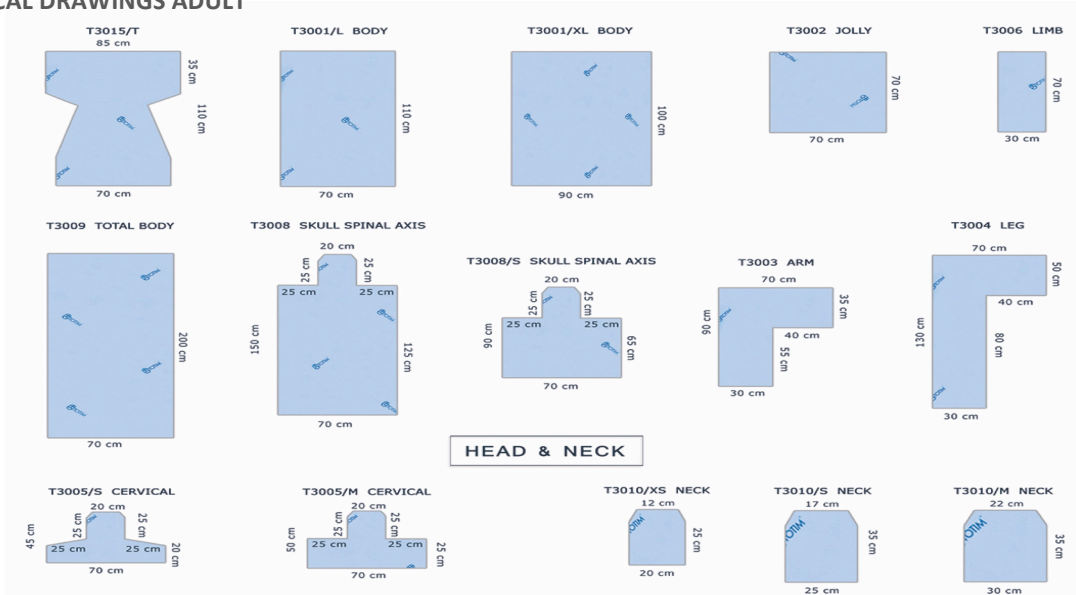 CAL DRAWINGS ADULT
T3015/T
85 cm
35 cm
110 cm
70 cm
T3001/L BODY
110 cm
70 cm
T3001/XL BODY
100 cm
90 cm
T3002 JOLLY
70 cm
70 cm
T3006 LIMB
70 cm
30 cm
T3009 TOTAL BODY
200 cm
70 cm
T3008 SKULL SPINAL AXIS
20 cm
25 cm
25 cm
25 cm
25 cm
150 cm
125 cm
70 cm
T3008/S SKULL SPINAL AXIS
20 cm
25 cm
25 cm
25 cm
25 cm
90 cm
65 cm
70 cm
T3003 ARM
70 cm
35 cm
90 cm
40 cm
55 cm
30 cm
T3004 LEG
70 cm
50 cm
40 cm
130 cm
80 cm
30 cm
HEAD & NECK
T3005/S CERVICAL
20 cm
25 cm
25 cm
45 cm
25 cm
25 cm
20 cm
70 cm
T3005/M CERVICAL
20 cm
25 cm
25 cm
50 cm
25 cm
25 cm
25 cm
70 cm
T3010/XS NECK
12 cm
25 cm
20 cm
T3010/S NECK
17 cm
35 cm
25 cm
T3010/M NECK
22 cm
35 cm
30 cm